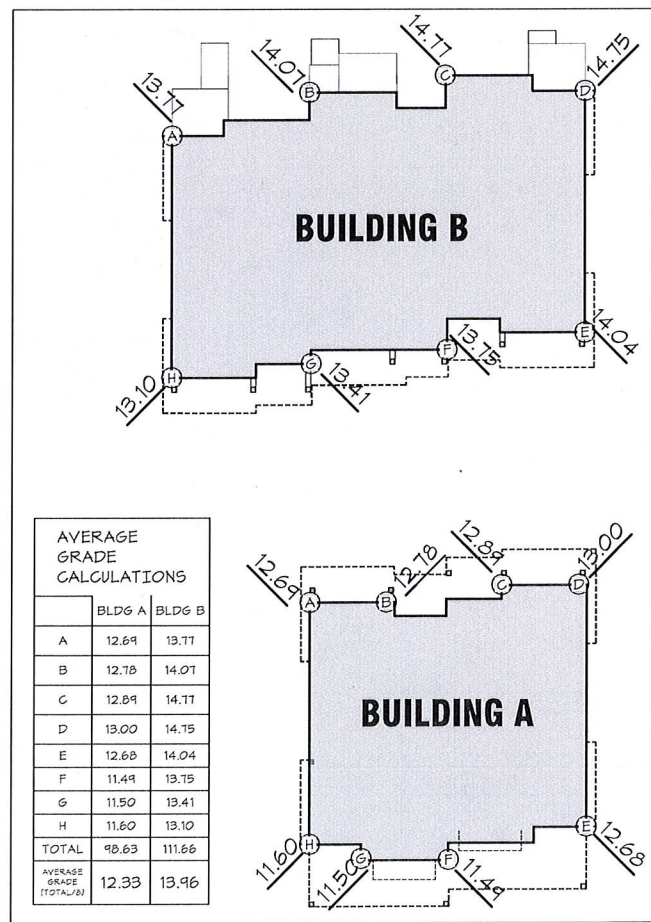 14.77
14.07
14.75
13.77
A
B
C
D
BUILDING B
E
F
G
H
14.04
13.75
13.41
13.10
AVERAGE
GRADE
CALCULATIONS
BLDG A BLDG B
A 12.69 13.77
B 12.78 14.07
C 12.89 14.77
D 13.00 14.75
E 12.68 14.04
F 11.49 13.75
G 11.50 13.41
H 11.60 13.10
TOTAL 98.63 111.66
AVERAGE
GRADE
(TOTAL/8)
12.33 13.96
12.69
12.78
12.89
13.00
A
B
C
D
BUILDING A
E
F
G
H
12.68
11.49
11.50
11.60